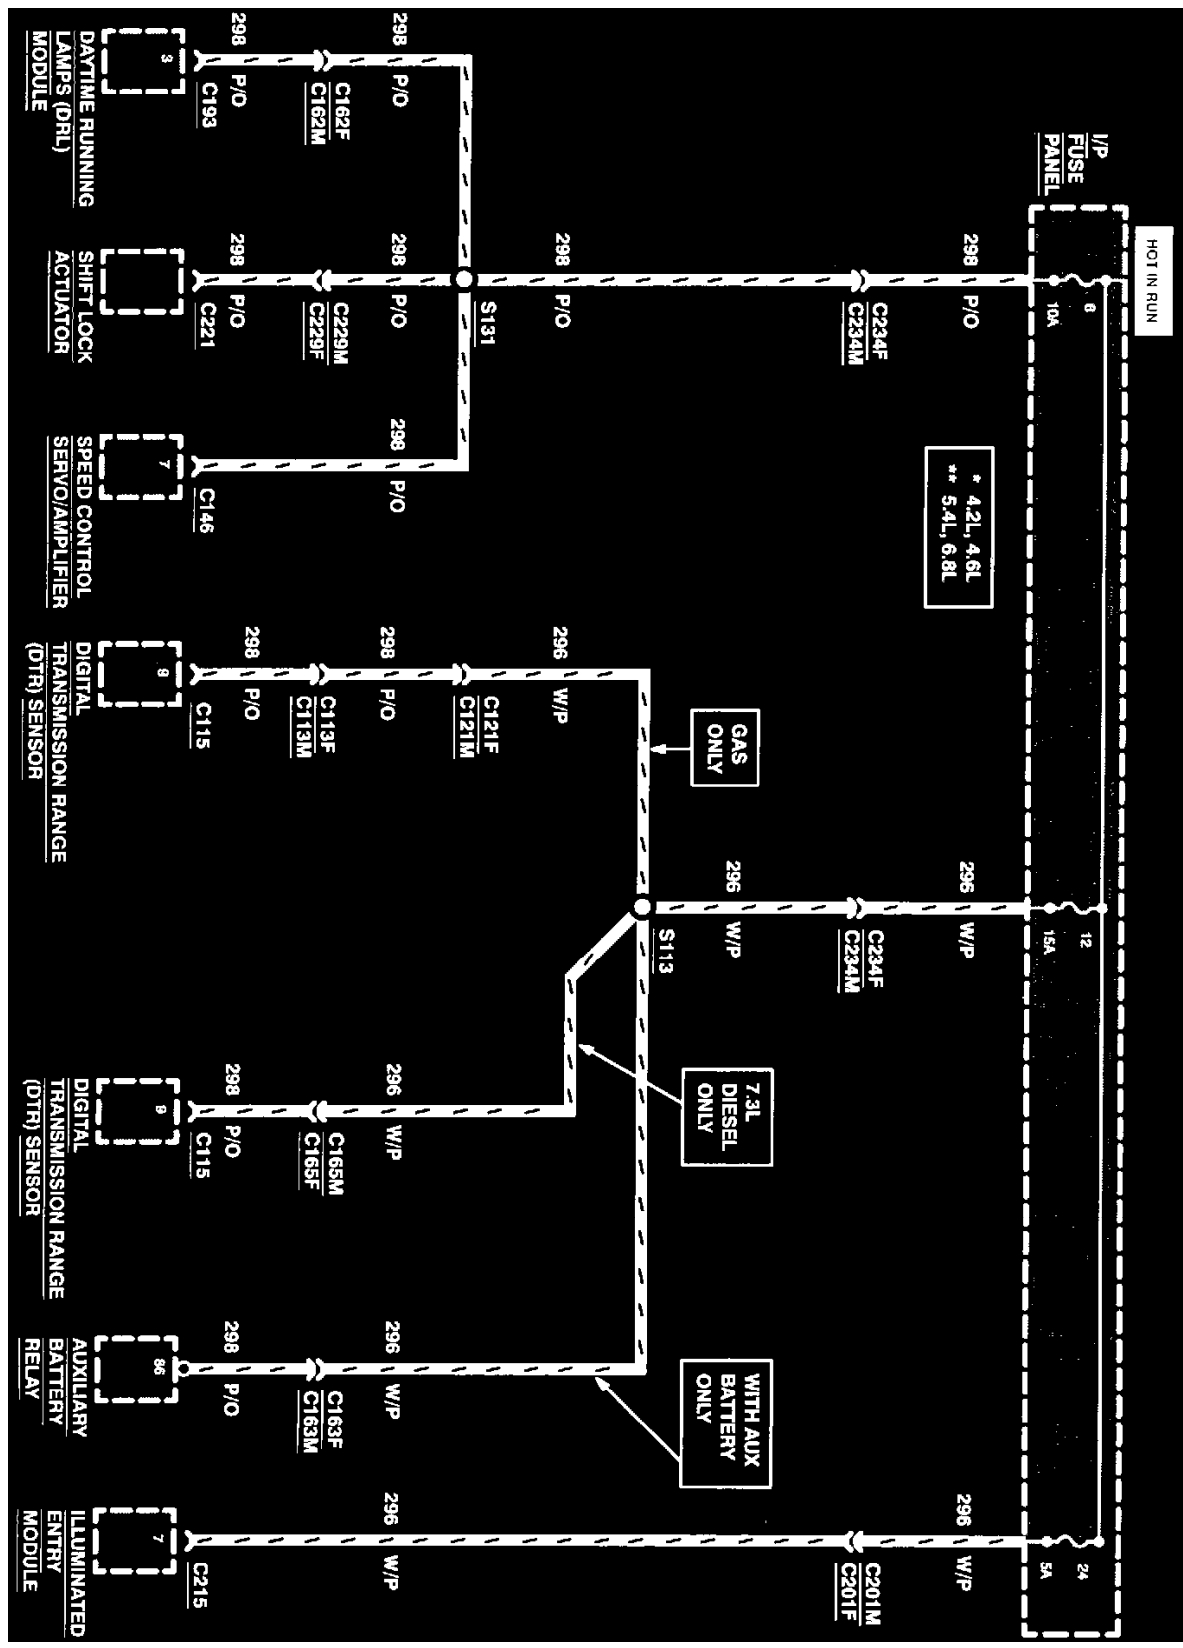 HOT IN RUN
I/P
FUSE
PANEL
8
10A
12
15A
24
5A
* 4.2L, 4.6L
** 5.4L, 6.8L
298
P/O
C234F
C234M
298
P/O
S131
298
P/O
C162F
C162M
298
P/O
C193
3
DAYTIME RUNNING
LAMPS (DRL)
MODULE
298
P/O
C229M
C229F
298
P/O
C221
SHIFT LOCK
ACTUATOR
298
P/O
C146
7
SPEED CONTROL
SERVO/AMPLIFIER
296
W/P
C234F
C234M
296
W/P
S113
GAS
ONLY
296
W/P
C121F
C121M
298
P/O
C113F
C113M
298
P/O
C115
DIGITAL
TRANSMISSION RANGE
(DTR) SENSOR
7.3L
DIESEL
ONLY
296
W/P
C165M
C165F
298
P/O
C115
9
DIGITAL
TRANSMISSION RANGE
(DTR) SENSOR
WITH AUX
BATTERY
ONLY
296
W/P
C163F
C163M
298
P/O
86
AUXILIARY
BATTERY
RELAY
296
W/P
C201M
C201F
296
W/P
C215
7
ILLUMINATED
ENTRY
MODULE